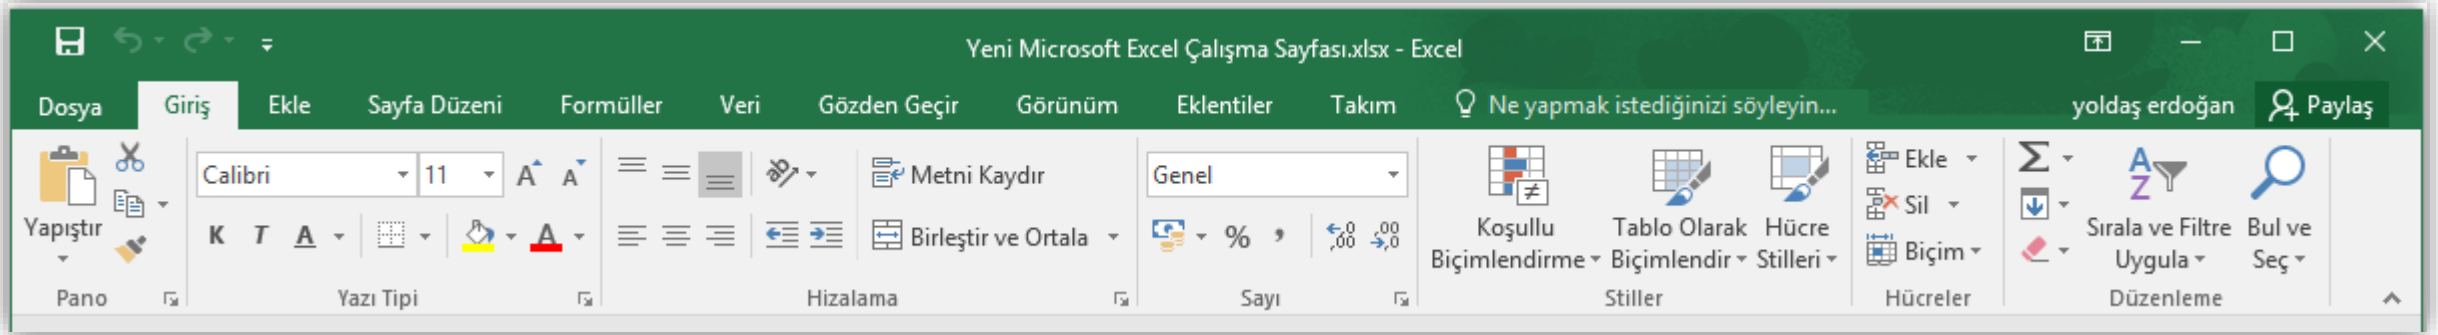 Yeni Microsoft Excel Çalışma Sayfası.xlsx - Excel
Dosya Giriş Ekle Sayfa Düzeni Formüller Veri Gözden Geçir Görünüm Eklentiler Takım Ne yapmak istediğinizi söyleyin... yoldaş erdoğan Paylaş
Yapıştır
Calibri 11
K T A
Metni Kaydır
Birleştir ve Ortala
Genel
%
Koşullu
Biçimlendirme
Tablo Olarak
Biçimlendir
Hücre
Stilleri
Ekle
Sil
Biçim
Sırala ve Filtre
Uygula
Bul ve
Seç
Pano Yazı Tipi Hizalama Sayı Stiller Hücreler Düzenleme